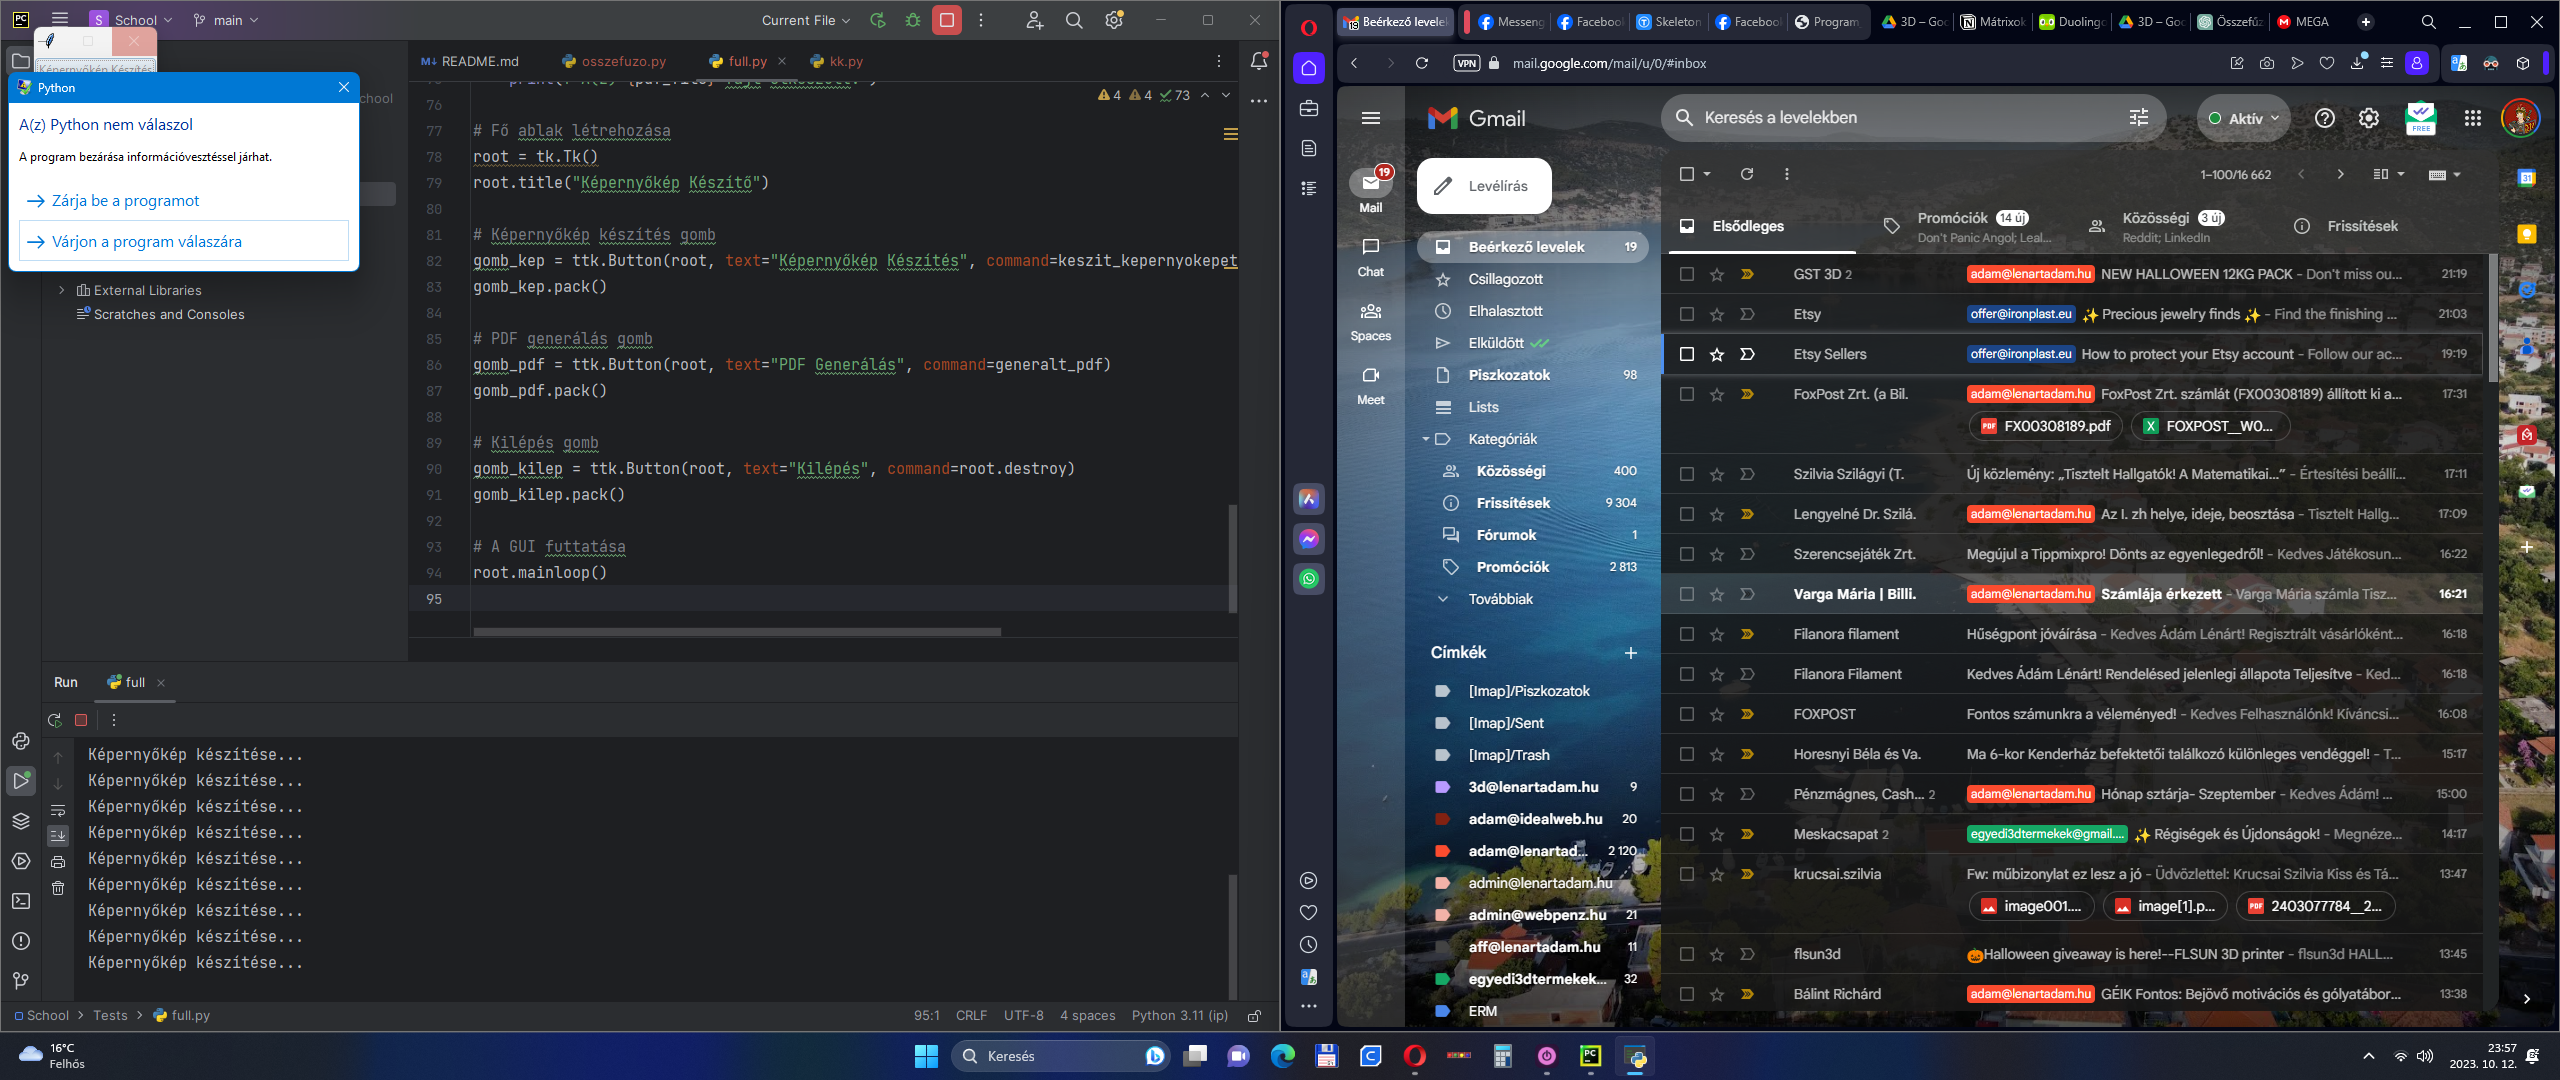 School
main
Current File
README.md
osszefuzo.py
full.py
kk.py
Képernyőkép Készítés
Python
A(z) Python nem válaszol
A program bezárása információvesztéssel járhat.
Zárja be a programot
Várjon a program válaszára
External Libraries
Scratches and Consoles
4 4 73
76
77 # Fő ablak létrehozása
78 root = tk.Tk()
79 root.title("Képernyőkép Készítő")
80
81 # Képernyőkép készítés gomb
82 gomb_kep = ttk.Button(root, text="Képernyőkép Készítés", command=keszit_kepernyokepet
83 gomb_kep.pack()
84
85 # PDF generálás gomb
86 gomb_pdf = ttk.Button(root, text="PDF Generálás", command=generalt_pdf)
87 gomb_pdf.pack()
88
89 # Kilépés gomb
90 gomb_kilep = ttk.Button(root, text="Kilépés", command=root.destroy)
91 gomb_kilep.pack()
92
93 # A GUI futtatása
94 root.mainloop()
95
Run full
Képernyőkép készítése...
Képernyőkép készítése...
Képernyőkép készítése...
Képernyőkép készítése...
Képernyőkép készítése...
Képernyőkép készítése...
Képernyőkép készítése...
Képernyőkép készítése...
Képernyőkép készítése...
School > Tests > full.py
95:1 CRLF UTF-8 4 spaces Python 3.11 (ip)
Beérkező levelek
Messeng
Facebook
Skeleton
Facebook
Program
3D – Goo
Mátrixok
Duolingo
3D – Goo
Összefűz
MEGA
VPN mail.google.com/mail/u/0/#inbox
Gmail
Keresés a levelekben
Aktív
FREE
19
Mail
Chat
Spaces
Meet
Levélírás
Beérkező levelek 19
Csillagozott
Elhalasztott
Elküldött
Piszkozatok 98
Lists
Kategóriák
Közösségi 400
Frissítések 9 304
Fórumok 1
Promóciók 2 813
Továbbiak
Címkék
[Imap]/Piszkozatok
[Imap]/Sent
[Imap]/Trash
3d@lenartadam.hu 9
adam@idealweb.hu 20
adam@lenartad... 2 120
admin@lenartadam.hu
admin@webpenz.hu 21
aff@lenartadam.hu 11
egyedi3dtermekek... 32
ERM
1–100/16 662
Elsődleges
Promóciók 14 új
Don't Panic Angol; Leal...
Közösségi 3 új
Reddit; LinkedIn
Frissítések
GST 3D 2 adam@lenartadam.hu NEW HALLOWEEN 12KG PACK - Don't miss ou... 21:19
Etsy offer@ironplast.eu ✨ Precious jewelry finds ✨ - Find the finishing ... 21:03
Etsy Sellers offer@ironplast.eu How to protect your Etsy account - Follow our ac... 19:19
FoxPost Zrt. (a Bil. adam@lenartadam.hu FoxPost Zrt. számlát (FX00308189) állított ki a... 17:31
FX00308189.pdf FOXPOST__W0...
Szilvia Szilágyi (T. Új közlemény: „Tisztelt Hallgatók! A Matematikai...” - Értesítési beállí... 17:11
Lengyelné Dr. Szilá. adam@lenartadam.hu Az I. zh helye, ideje, beosztása - Tisztelt Hallg... 17:09
Szerencsejáték Zrt. Megújul a Tippmixpro! Dönts az egyenlegedről! - Kedves Játékosun... 16:22
Varga Mária | Billi. adam@lenartadam.hu Számlája érkezett - Varga Mária számla Tisz... 16:21
Filanora filament Hűségpont jóváírása - Kedves Ádám Lénárt! Regisztrált vásárlóként... 16:18
Filanora Filament Kedves Ádám Lénárt! Rendelésed jelenlegi állapota Teljesítve - Ked... 16:18
FOXPOST Fontos számunkra a véleményed! - Kedves Felhasználónk! Kíváncsi... 16:08
Horesnyi Béla és Va. Ma 6-kor Kenderház befektetői találkozó különleges vendéggel! - T... 15:17
Pénzmágnes, Cash... 2 adam@lenartadam.hu Hónap sztárja- Szeptember - Kedves Ádám! ... 15:00
Meskacsapat 2 egyedi3dtermekek@gmail.... ✨ Régiségek és Újdonságok! - Megnéze... 14:17
krucsai.szilvia Fw: műbizonylat ez lesz a jó - Üdvözlettel: Krucsai Szilvia Kiss és Tá... 13:47
image001.... image[1].p... 2403077784__2...
flsun3d 🎃Halloween giveaway is here!--FLSUN 3D printer - flsun3d HALL... 13:45
Bálint Richárd adam@lenartadam.hu GÉIK Fontos: Bejövő motivációs és gólyatábor... 13:38
16°C
Felhős
Keresés
23:57
2023. 10. 12.